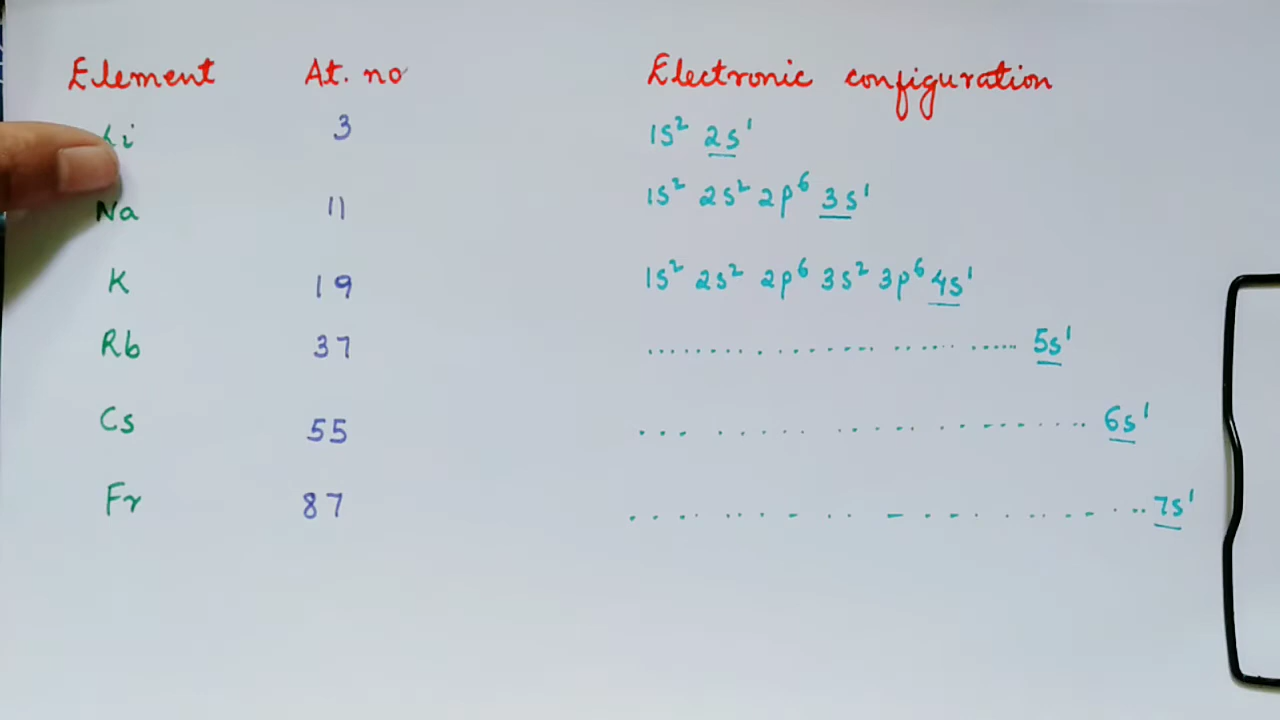 Element At. no Electronic configuration
Li 3 1s² 2s¹
Na 11 1s² 2s² 2p⁶ 3s¹
K 19 1s² 2s² 2p⁶ 3s² 3p⁶ 4s¹
Rb 37 .................... 5s¹
Cs 55 .................... 6s¹
Fr 87 .................... 7s¹